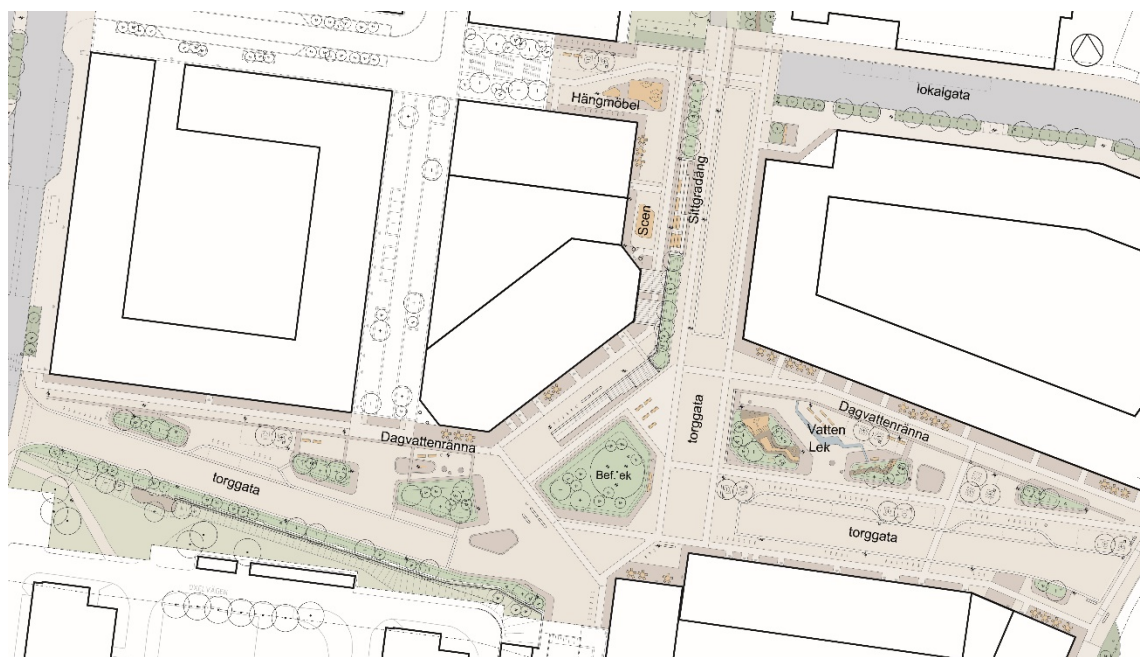 lokalgata
Hängmöbel
Sittgradäng
Scen
Dagvattenränna
Vatten
Lek
torggata
Dagvattenränna
Bef. ek
torggata
torggata